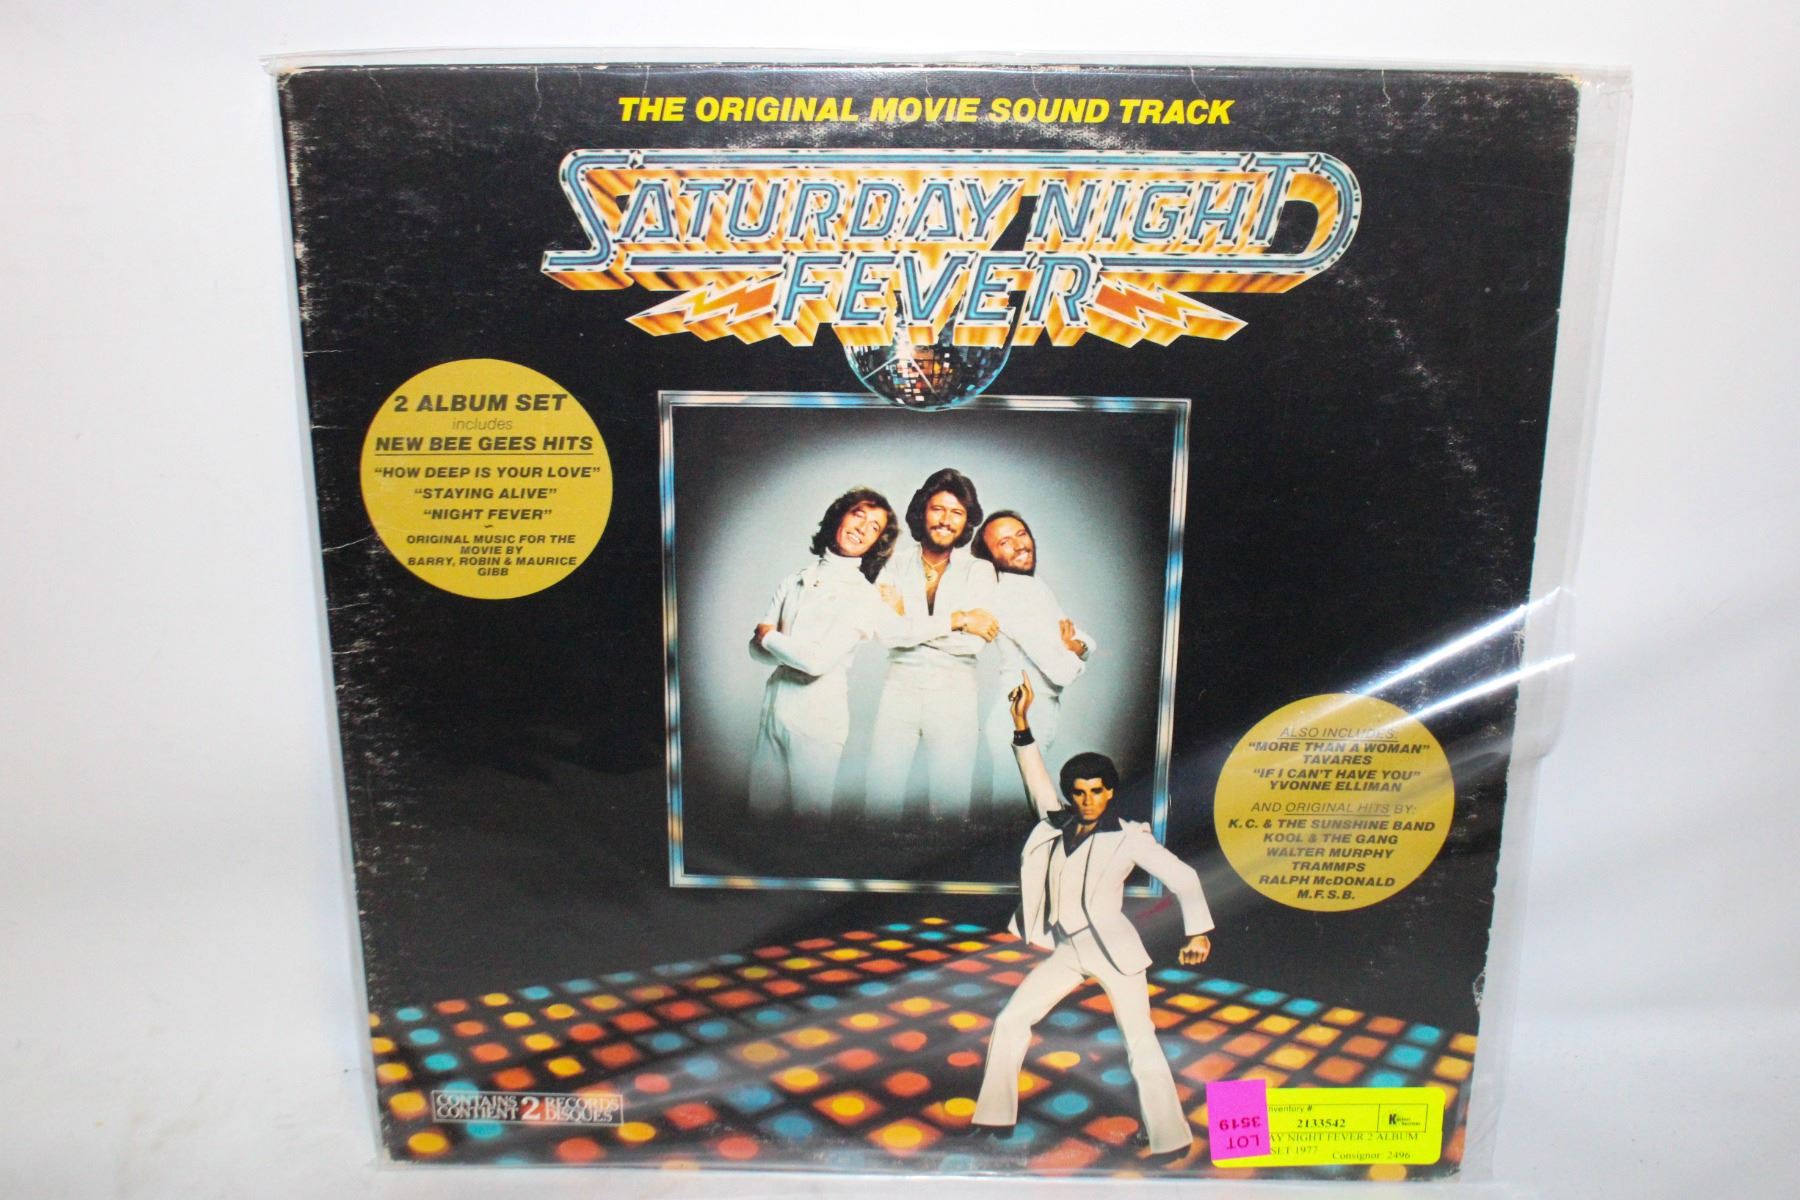 THE ORIGINAL MOVIE SOUND TRACK
SATURDAY NIGHT
FEVER
2 ALBUM SET
includes
NEW BEE GEES HITS
"HOW DEEP IS YOUR LOVE"
"STAYING ALIVE"
"NIGHT FEVER"
ORIGINAL MUSIC FOR THE
MOVIE BY
BARRY, ROBIN & MAURICE
GIBB
ALSO INCLUDES:
"MORE THAN A WOMAN"
TAVARES
"IF I CAN'T HAVE YOU"
YVONNE ELLIMAN
AND ORIGINAL HITS BY:
K.C. & THE SUNSHINE BAND
KOOL & THE GANG
WALTER MURPHY
TRAMMPS
RALPH McDONALD
M.F.S.B.
CONTAINS 2 RECORDS
CONTIENT DISQUES
LOT
3519
Inventory #
2133542
AY NIGHT FEVER 2 ALBUM
SET 1977 Consignor: 2496